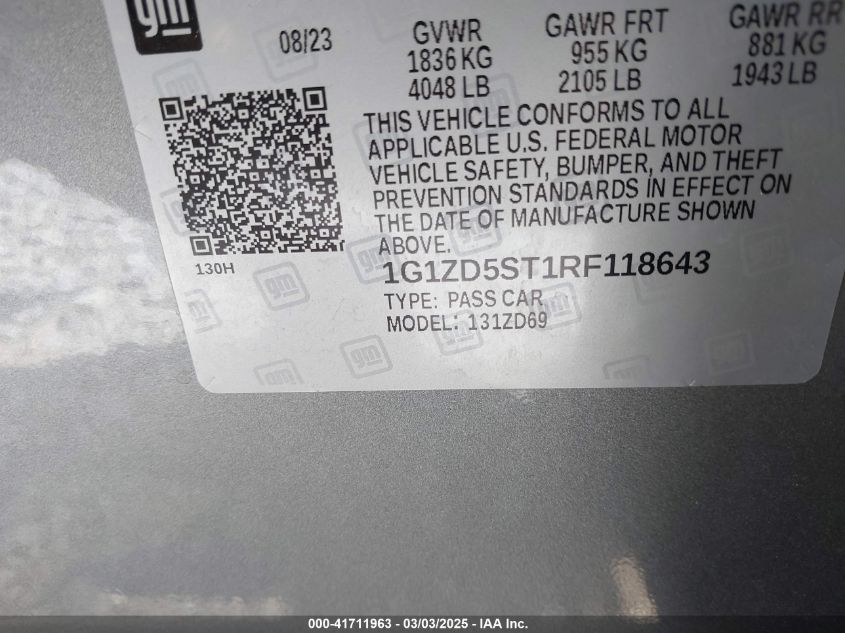 gm
08/23
GVWR GAWR FRT GAWR RR
1836 KG 955 KG 881 KG
4048 LB 2105 LB 1943 LB
THIS VEHICLE CONFORMS TO ALL
APPLICABLE U.S. FEDERAL MOTOR
VEHICLE SAFETY, BUMPER, AND THEFT
PREVENTION STANDARDS IN EFFECT ON
THE DATE OF MANUFACTURE SHOWN
ABOVE.
130H
1G1ZD5ST1RF118643
TYPE: PASS CAR
MODEL: 131ZD69
000-41711963 - 03/03/2025 - IAA Inc.